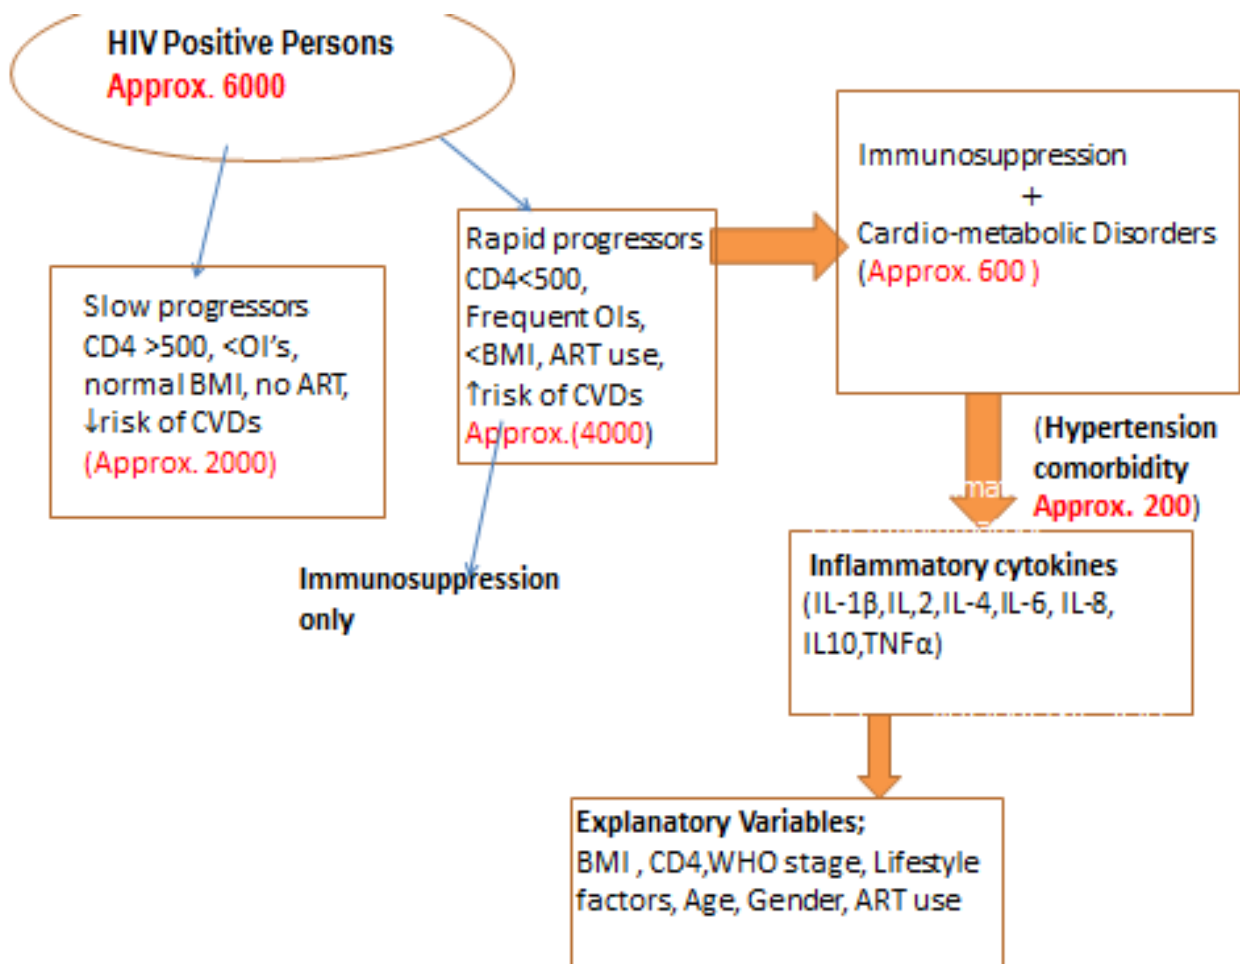 HIV Positive Persons
Approx. 6000
Immunosuppression
+
Cardio-metabolic Disorders
(Approx. 600 )
Rapid progressors
CD4<500,
Frequent OIs,
<BMI, ART use,
↑risk of CVDs
Approx.(4000)
Slow progressors
CD4 >500, <OI's,
normal BMI, no ART,
↓risk of CVDs
(Approx. 2000)
(Hypertension
comorbidity
Approx. 200)
Immunosuppression
only
Inflammatory cytokines
(IL-1β,IL,2,IL-4,IL-6, IL-8,
IL10,TNFα)
Explanatory Variables;
BMI , CD4,WHO stage, Lifestyle
factors, Age, Gender, ART use